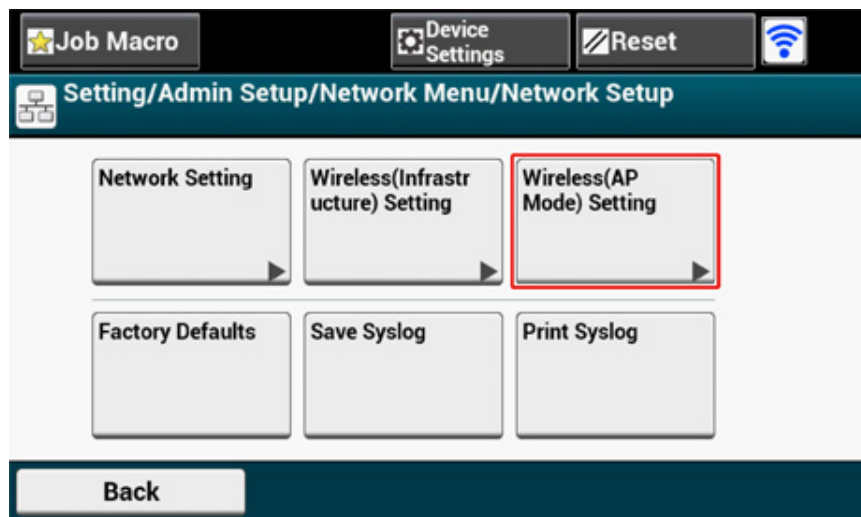 Job Macro
Device
Settings
Reset
Setting/Admin Setup/Network Menu/Network Setup
Network Setting
Wireless(Infrastr
ucture) Setting
Wireless(AP
Mode) Setting
Factory Defaults
Save Syslog
Print Syslog
Back